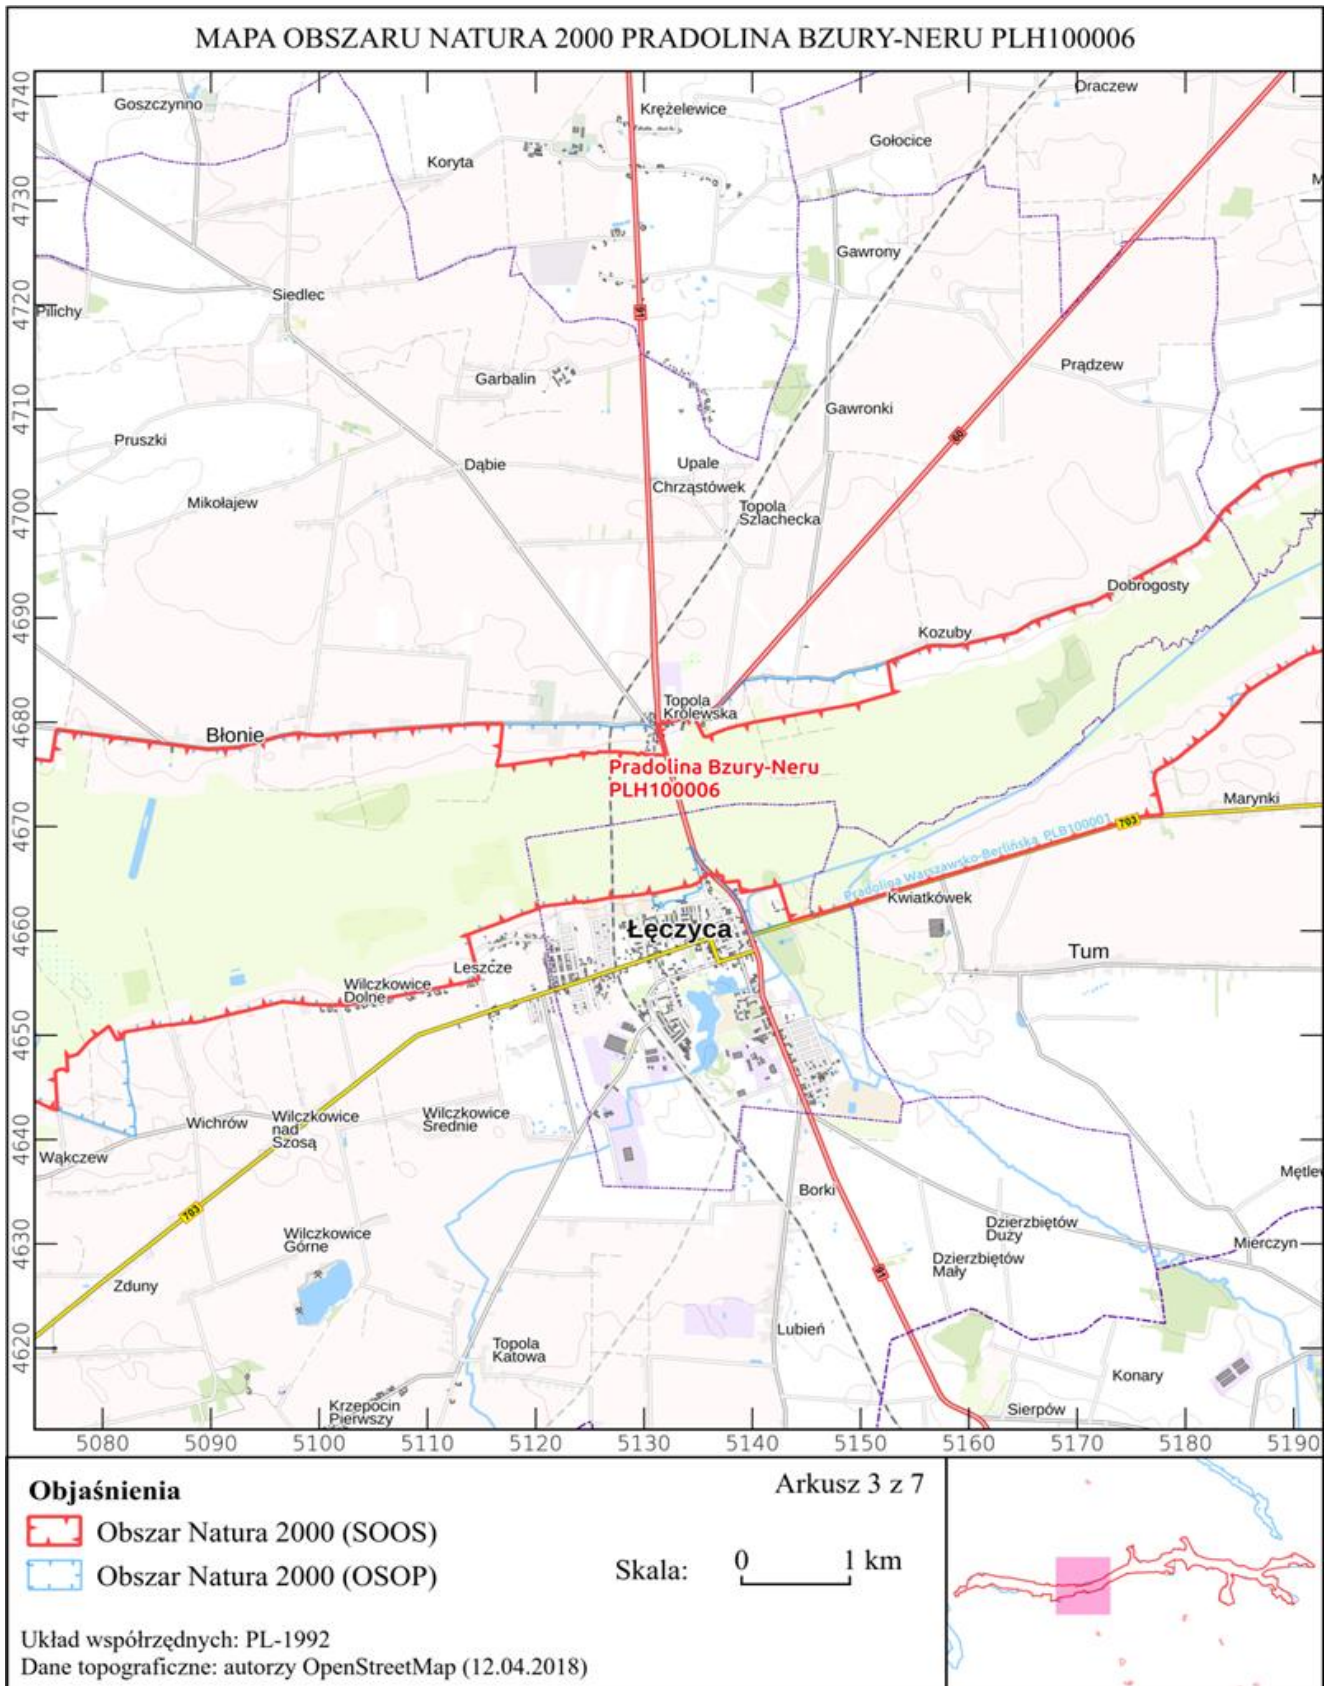 MAPA OBSZARU NATURA 2000 PRADOLINA BZURY-NERU PLH100006
4740
4730
4720
4710
4700
4690
4680
4670
4660
4650
4640
4630
4620
Goszczynno
Krężelewice
Oraczew
Koryta
Gołocice
M
Gawrony
Siedlec
Pilichy
91
Prądzew
Garbalin
Gawronki
60
Pruszki
Dąbie
Upale
Chrząstówek
Mikołajew
Topola
Szlachecka
Dobrogosty
Kozuby
Topola
Królewska
Błonie
Pradolina Bzury-Neru
PLH100006
Marynki
703
Pradolina Warszawsko-Berlińska PLB100001
Kwiatkówek
Łęczyca
Tum
Leszcze
Wilczkowice
Dolne
Wichrów
Wilczkowice
nad
Szosą
Wilczkowice
Średnie
Wąkczew
Mętlew
Borki
703
Dzierzbiętów
Duży
Wilczkowice
Górne
Mierczyn
Dzierzbiętów
Mały
91
Zduny
Lubień
Topola
Katowa
Konary
Krzepocin
Pierwszy
Sierpów
5080 5090 5100 5110 5120 5130 5140 5150 5160 5170 5180 5190
Objaśnienia
Obszar Natura 2000 (SOOS)
Obszar Natura 2000 (OSOP)
Arkusz 3 z 7
Skala:
0 1 km
Układ współrzędnych: PL-1992
Dane topograficzne: autorzy OpenStreetMap (12.04.2018)